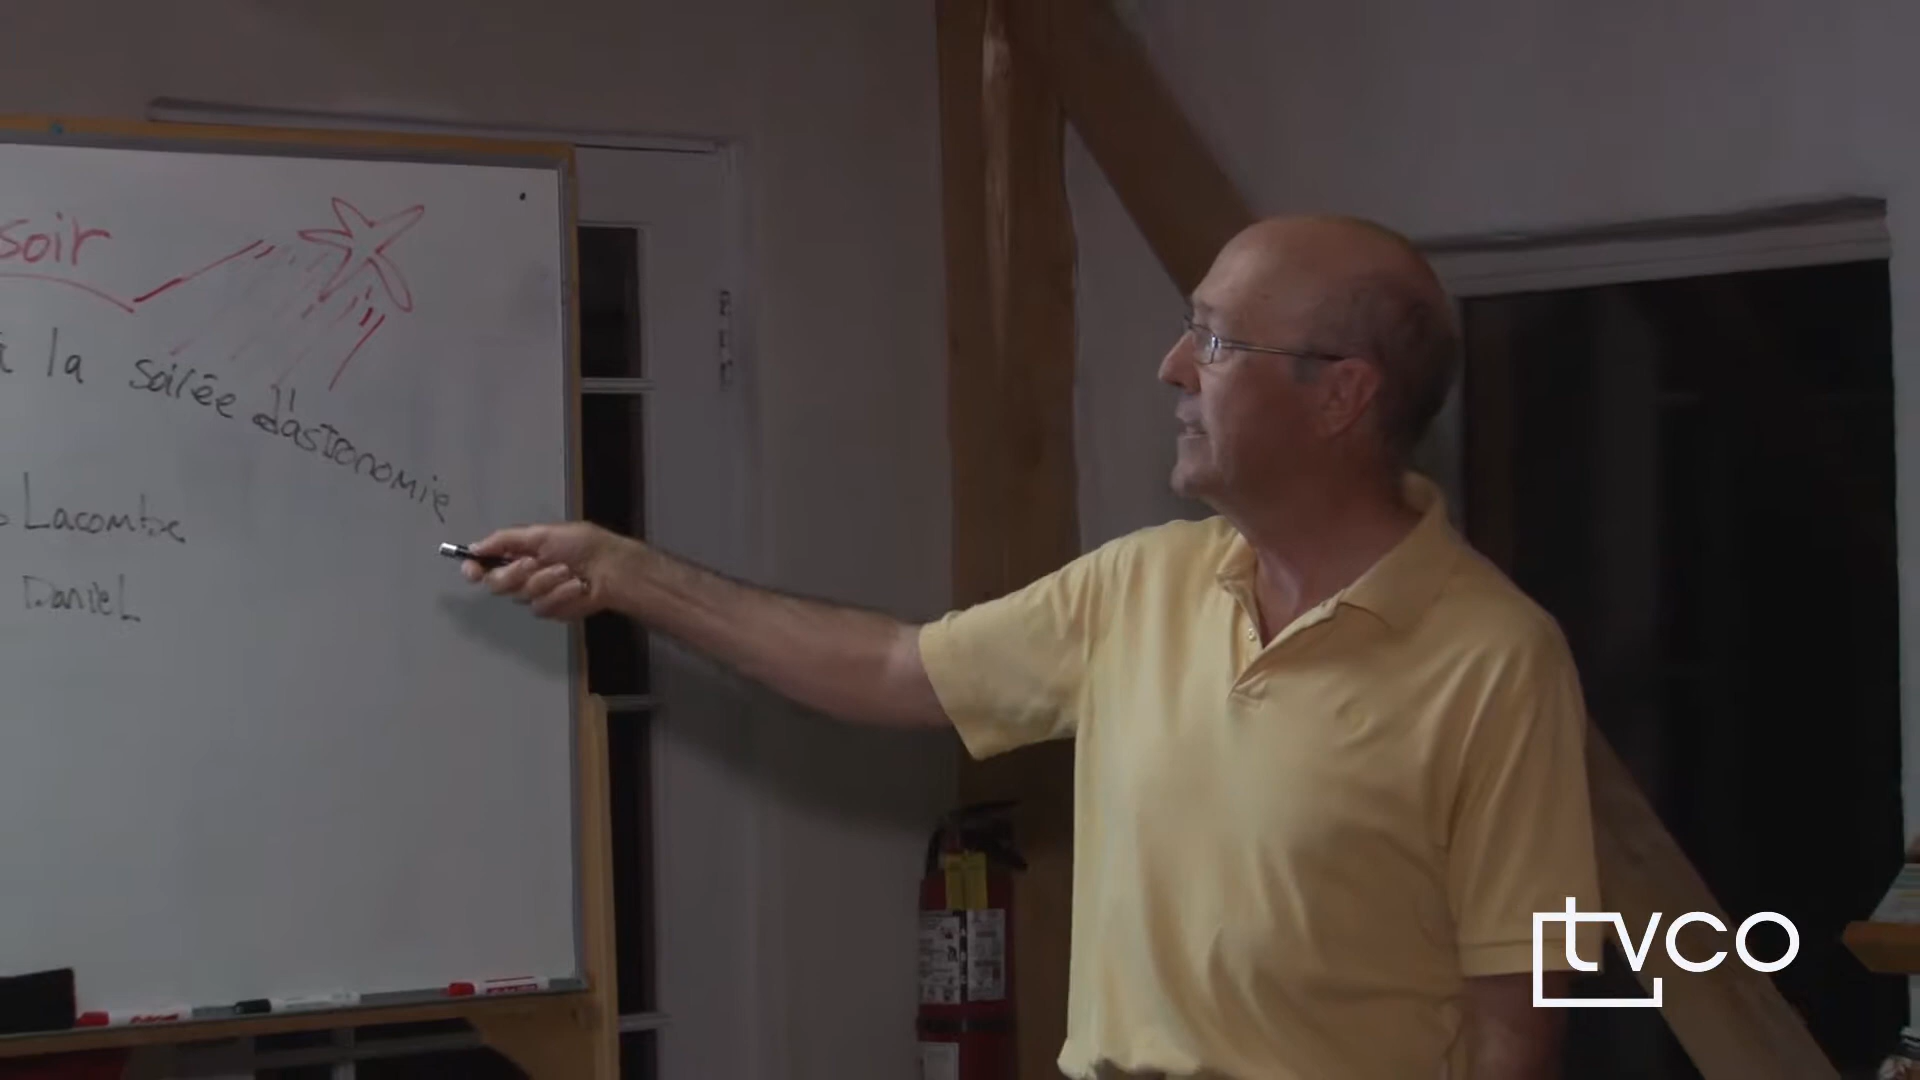 soir
à la soirée d'astronomie
Lacombe
Daniel
tvco